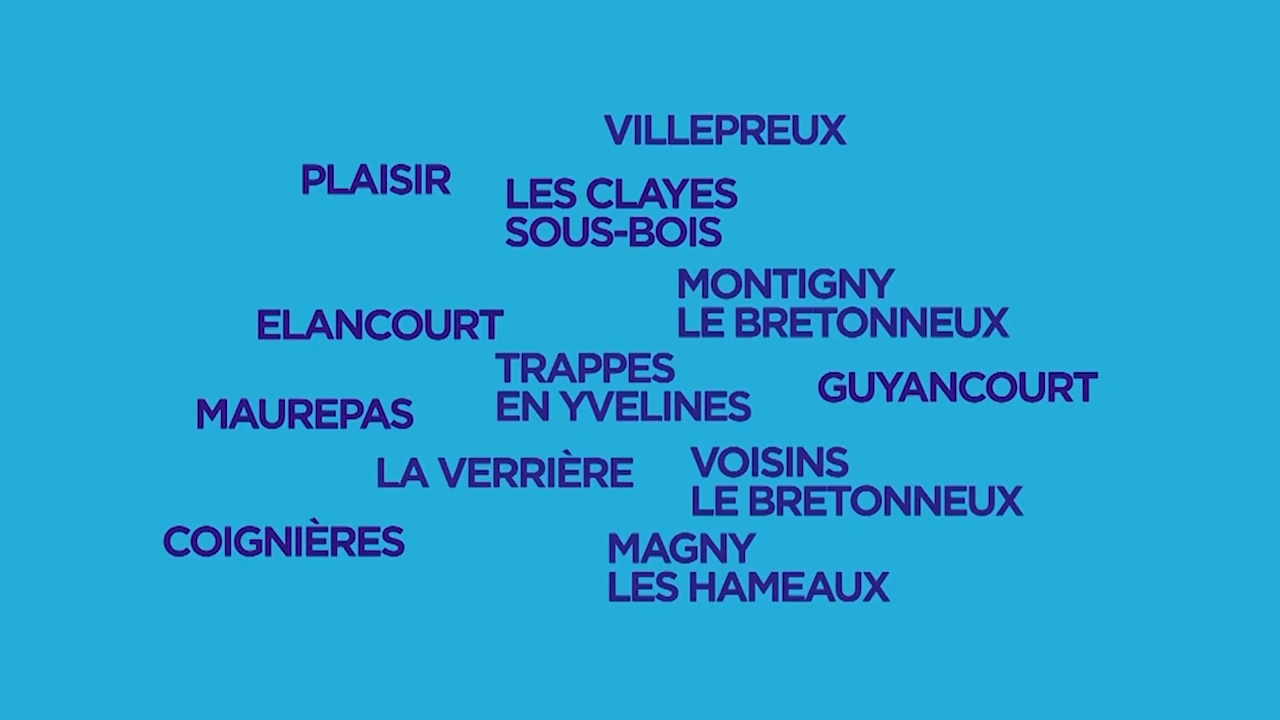 VILLEPREUX
PLAISIR
LES CLAYES
SOUS-BOIS
MONTIGNY
LE BRETONNEUX
ELANCOURT
TRAPPES
EN YVELINES
GUYANCOURT
MAUREPAS
LA VERRIÈRE
VOISINS
LE BRETONNEUX
COIGNIÈRES
MAGNY
LES HAMEAUX